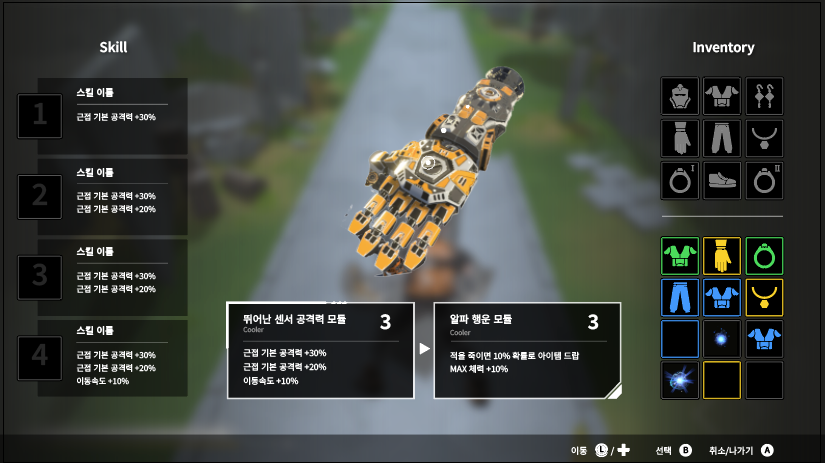 Skill
1
스킬 이름
근접 기본 공격력 +30%
2
스킬 이름
근접 기본 공격력 +30%
근접 기본 공격력 +20%
3
스킬 이름
근접 기본 공격력 +30%
근접 기본 공격력 +20%
4
스킬 이름
근접 기본 공격력 +30%
근접 기본 공격력 +20%
이동속도 +10%
뛰어난 센서 공격력 모듈 3
Cooler
근접 기본 공격력 +30%
근접 기본 공격력 +20%
이동속도 +10%
알파 행운 모듈 3
Cooler
적을 죽이면 10% 확률로 아이템 드랍
MAX 체력 +10%
Inventory
I
II
이동 L / 선택 B 취소/나가기 A